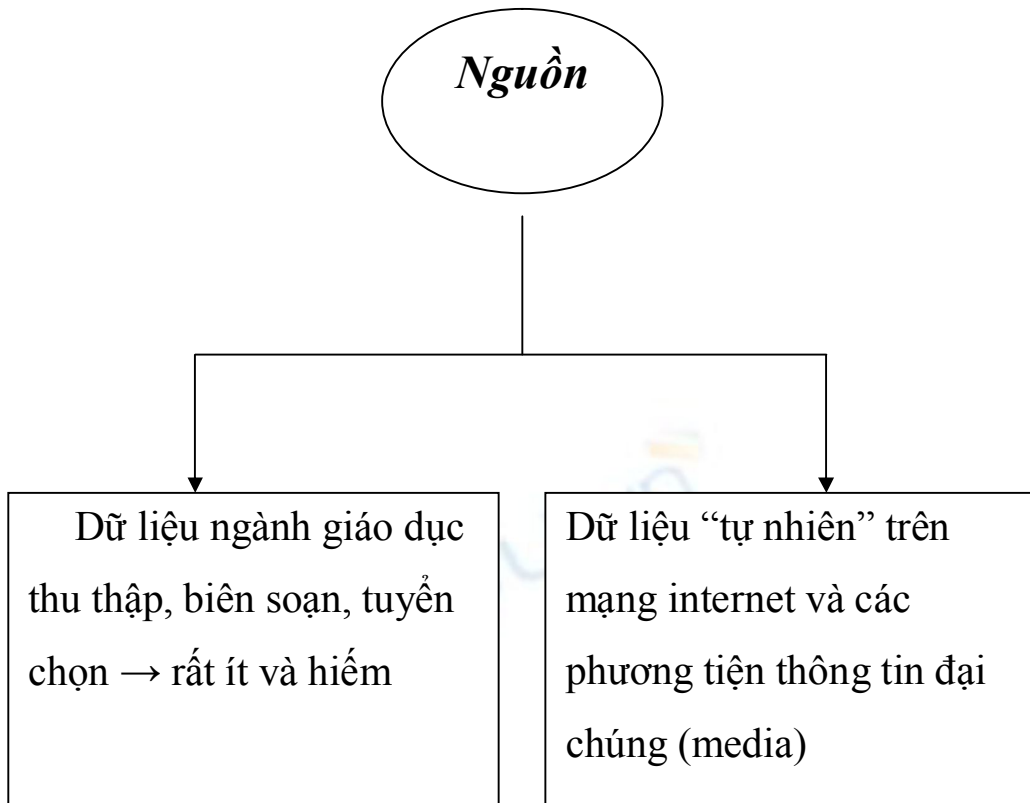 Nguồn
Dữ liệu ngành giáo dục
thu thập, biên soạn, tuyển
chọn → rất ít và hiếm
Dữ liệu “tự nhiên” trên
mạng internet và các
phương tiện thông tin đại
chúng (media)